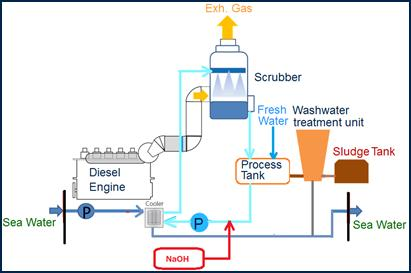 Exh. Gas
Scrubber
Fresh
Water
Washwater
treatment unit
Sludge Tank
Process
Tank
Diesel
Engine
Cooler
P
P
Sea Water
Sea Water
NaOH